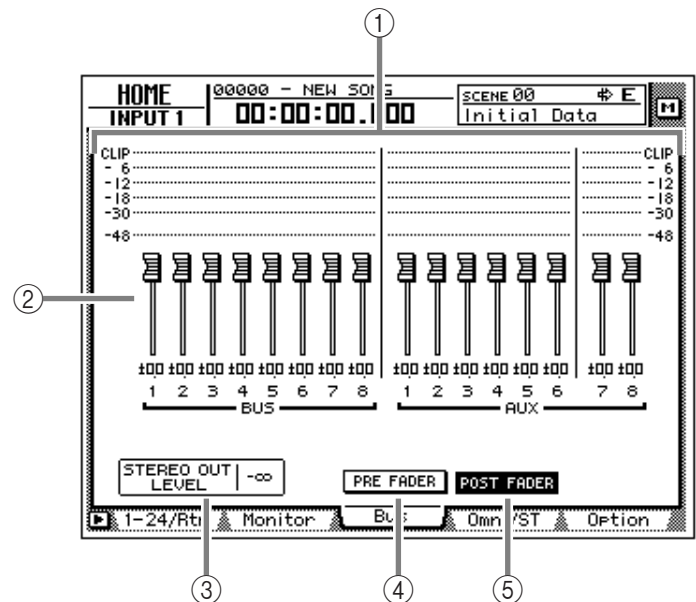 ①
HOME
INPUT 1
00000 - NEW SONG
00:00:00.000
SCENE 00 E
Initial Data
M
CLIP CLIP
- 6 - 6
-12 -12
-18 -18
-30 -30
-48 -48
②
±00 ±00 ±00 ±00 ±00 ±00 ±00 ±00 ±00 ±00 ±00 ±00 ±00 ±00 ±00 ±00
1 2 3 4 5 6 7 8 1 2 3 4 5 6 7 8
BUS AUX
STEREO OUT
LEVEL -∞
PRE FADER POST FADER
1-24/Rtn Monitor Bus Omni/ST Option
③ ④ ⑤